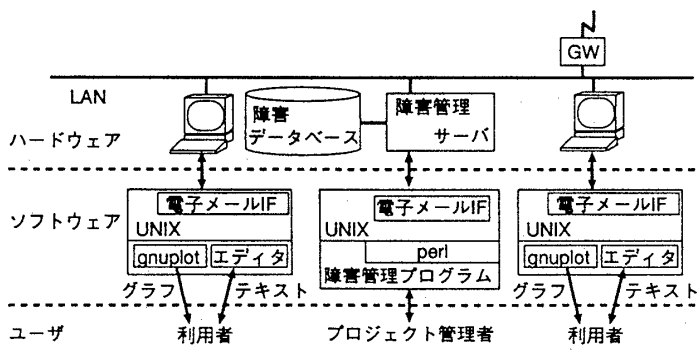 GW
LAN
障害
データベース
障害管理
サーバ
ハードウェア
ソフトウェア
電子メールIF
UNIX
gnuplot エディタ
電子メールIF
UNIX
perl
障害管理プログラム
電子メールIF
UNIX
gnuplot エディタ
グラフ テキスト
グラフ テキスト
ユーザ
利用者
プロジェクト管理者
利用者